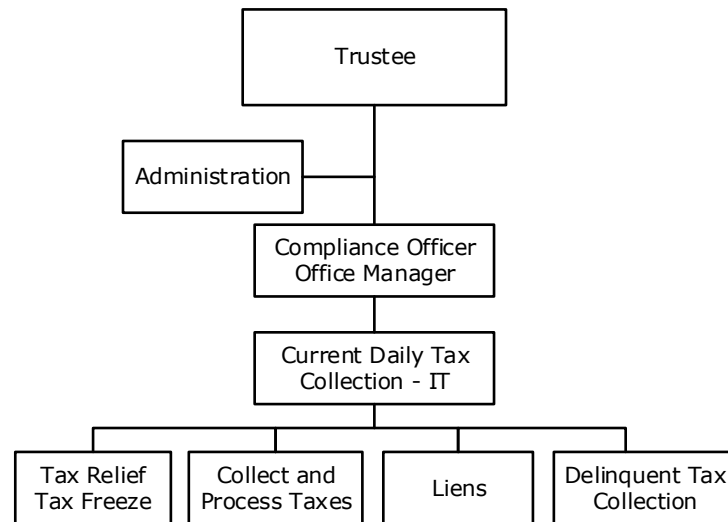 Trustee
Administration
Compliance Officer
Office Manager
Current Daily Tax
Collection - IT
Tax Relief
Tax Freeze
Collect and
Process Taxes
Liens
Delinquent Tax
Collection